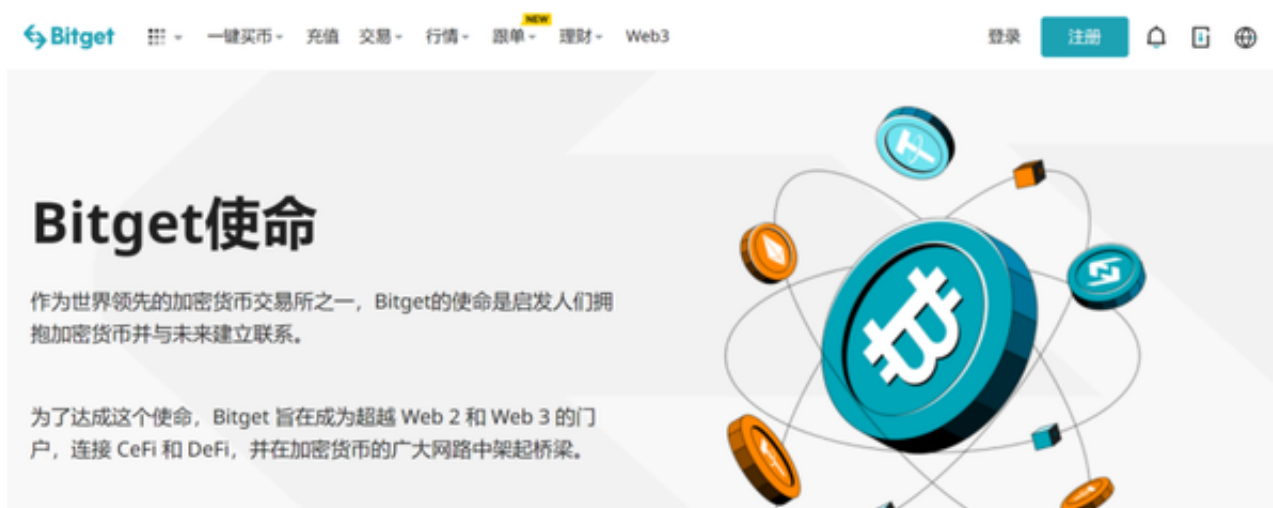 Bitget 一键买币 充值 交易 行情 跟单 NEW 理财 Web3 登录 注册
Bitget使命
作为世界领先的加密货币交易所之一，Bitget的使命是启发人们拥
抱加密货币并与未来建立联系。
为了达成这个使命，Bitget 旨在成为超越 Web 2 和 Web 3 的门
户，连接 CeFi 和 DeFi，并在加密货币的广大网路中架起桥梁。